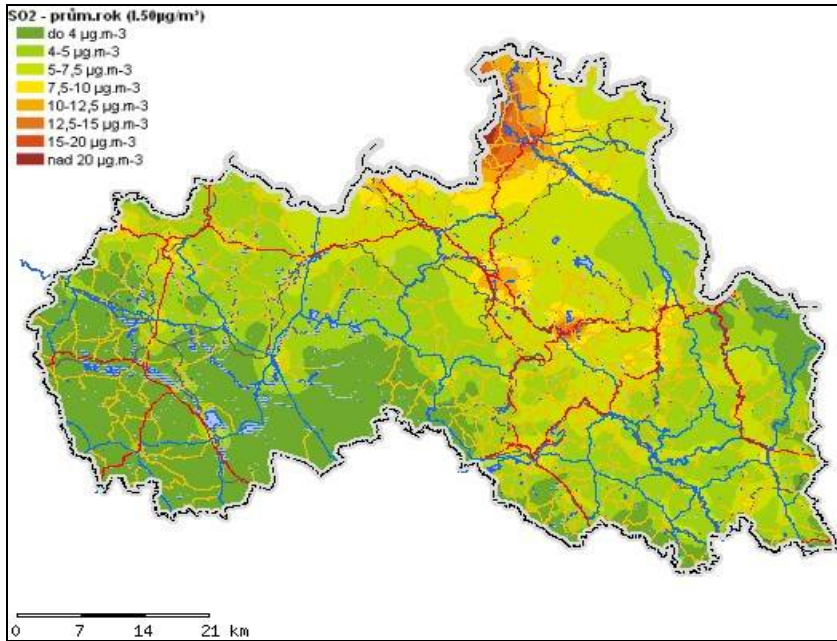 SO2 - prům.rok (l.50µg/m³)
do 4 µg.m-3
4-5 µg.m-3
5-7,5 µg.m-3
7,5-10 µg.m-3
10-12,5 µg.m-3
12,5-15 µg.m-3
15-20 µg.m-3
nad 20 µg.m-3
0 7 14 21 km